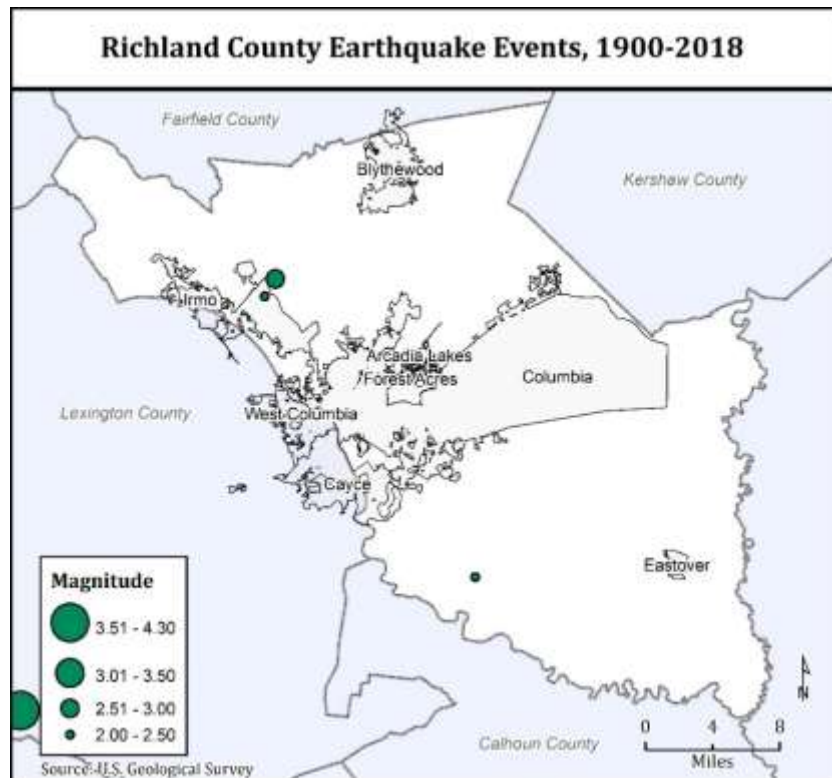 Richland County Earthquake Events, 1900-2018
Fairfield County
Blythewood
Kershaw County
Irmo
Arcadia Lakes
Forest Acres
Columbia
West Columbia
Lexington County
Cayce
Eastover
Magnitude
3.51 - 4.30
3.01 - 3.50
2.51 - 3.00
2.00 - 2.50
N
0 4 8
Miles
Calhoun County
Source: U.S. Geological Survey